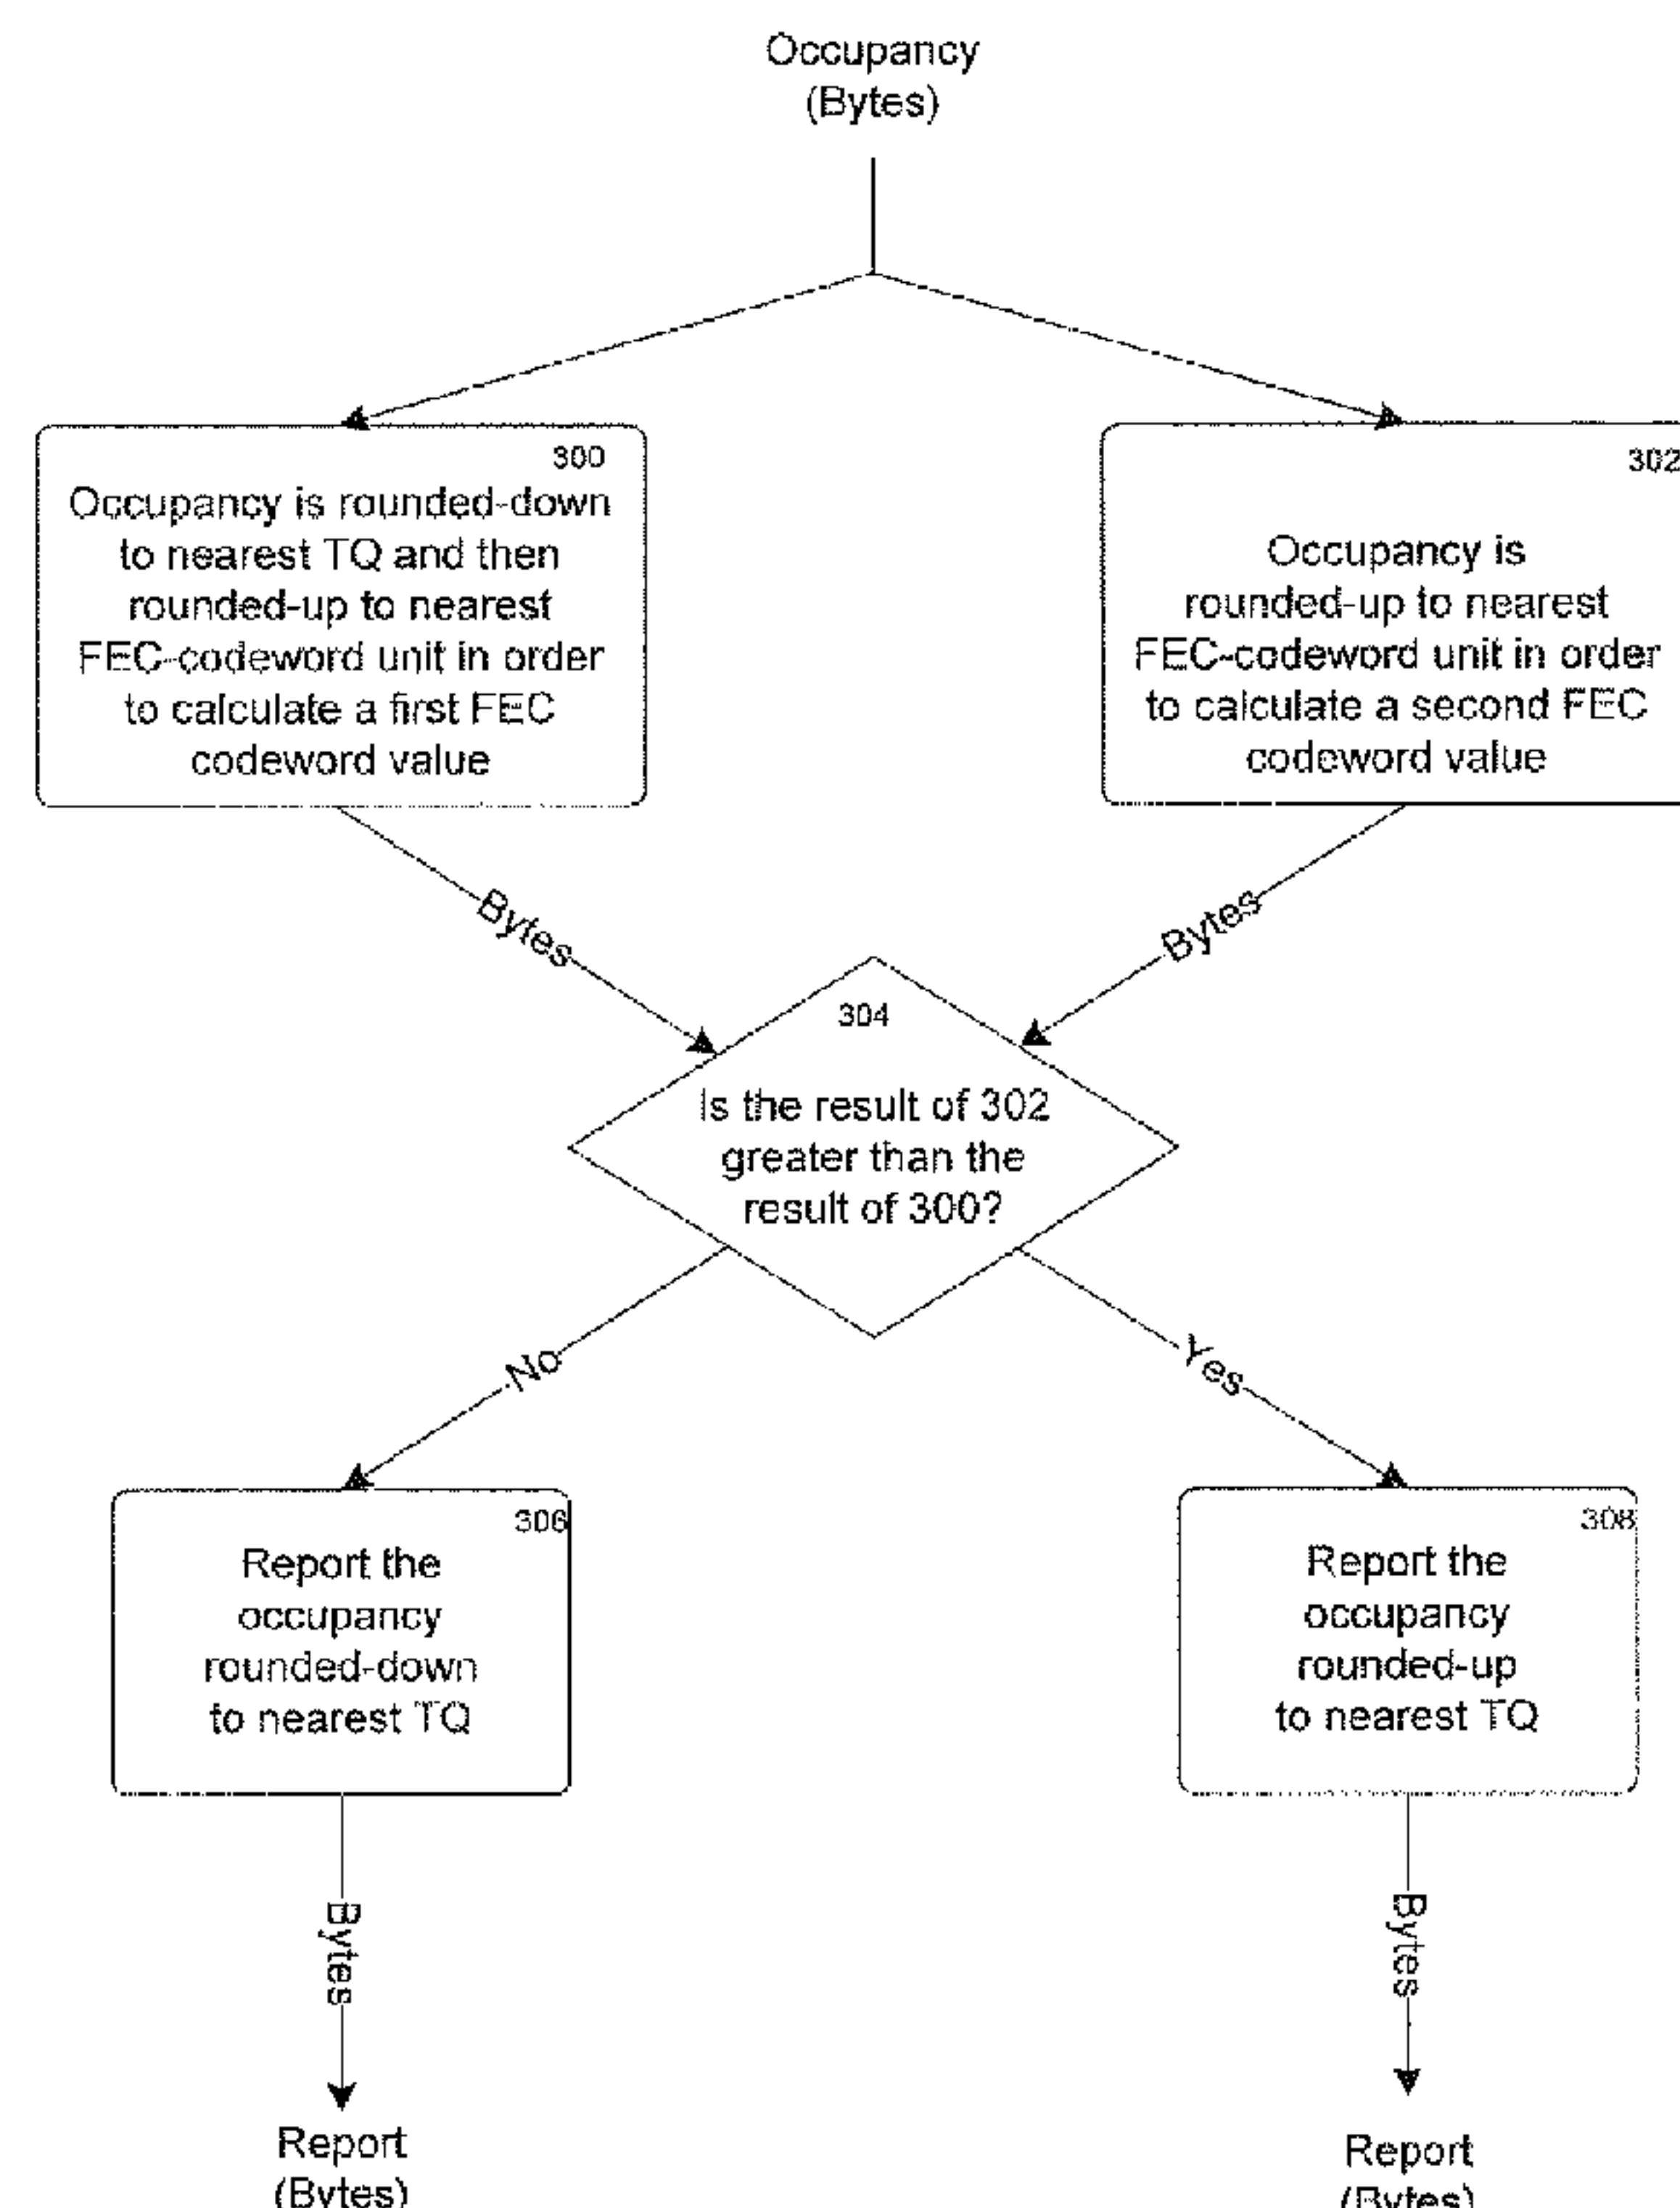 Occupancy
(Bytes)
300
Occupancy is rounded-down
to nearest TQ and then
rounded-up to nearest
FEC-codeword unit in order
to calculate a first FEC
codeword value
302
Occupancy is
rounded-up to nearest
FEC-codeword unit in order
to calculate a second FEC
codeword value
Bytes
Bytes
304
Is the result of 302
greater than the
result of 300?
No
Yes
306
Report the
occupancy
rounded-down
to nearest TQ
308
Report the
occupancy
rounded-up
to nearest TQ
Bytes
Bytes
Report
(Bytes)
Report
(Bytes)